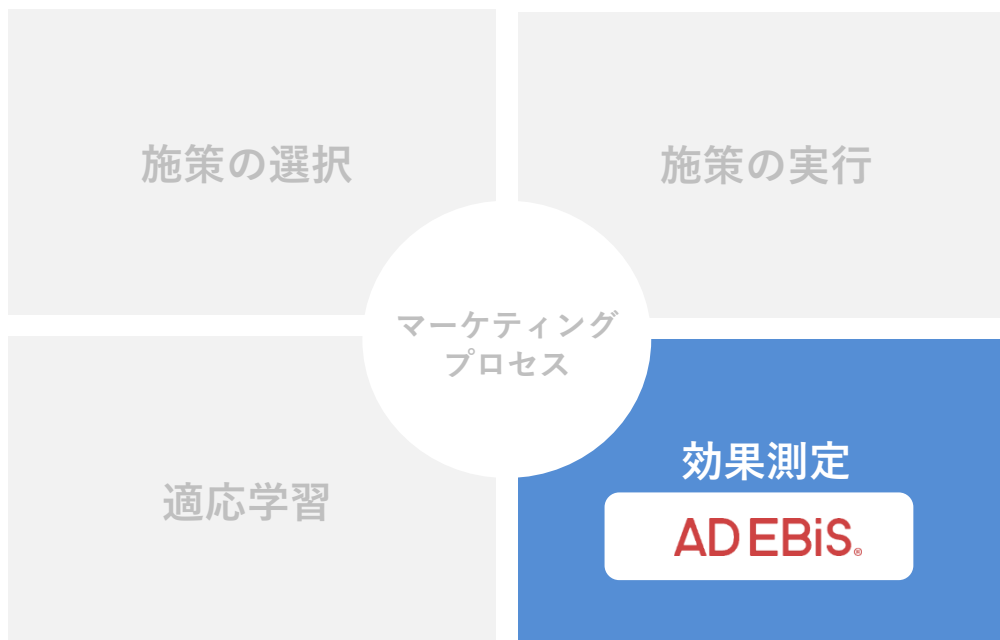 施策の選択
施策の実行
マーケティング
プロセス
適応学習
効果測定
AD EBiS®